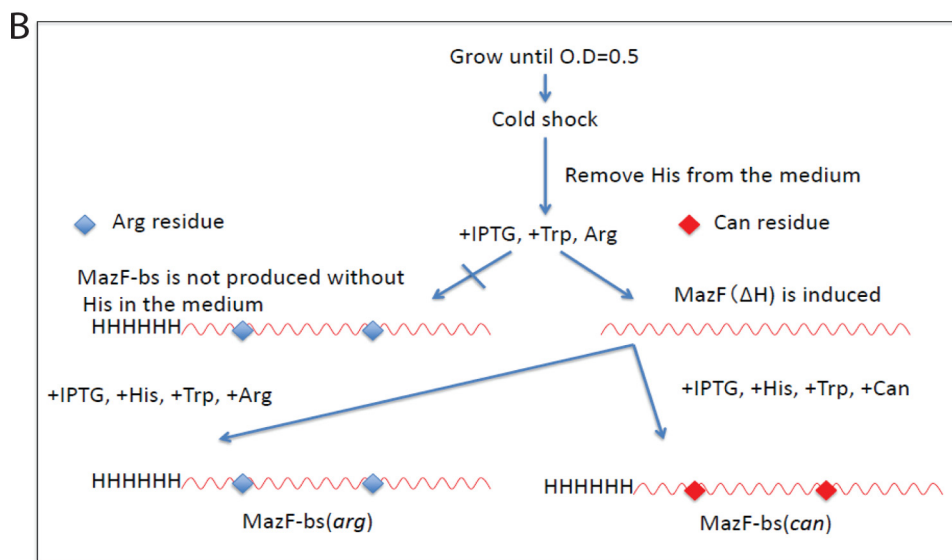 B
Grow until O.D=0.5
Cold shock
Remove His from the medium
Arg residue
+IPTG, +Trp, Arg
Can residue
MazF-bs is not produced without
His in the medium
MazF (ΔH) is induced
HHHHHH
+IPTG, +His, +Trp, +Arg
+IPTG, +His, +Trp, +Can
HHHHHH
HHHHHH
MazF-bs(arg)
MazF-bs(can)